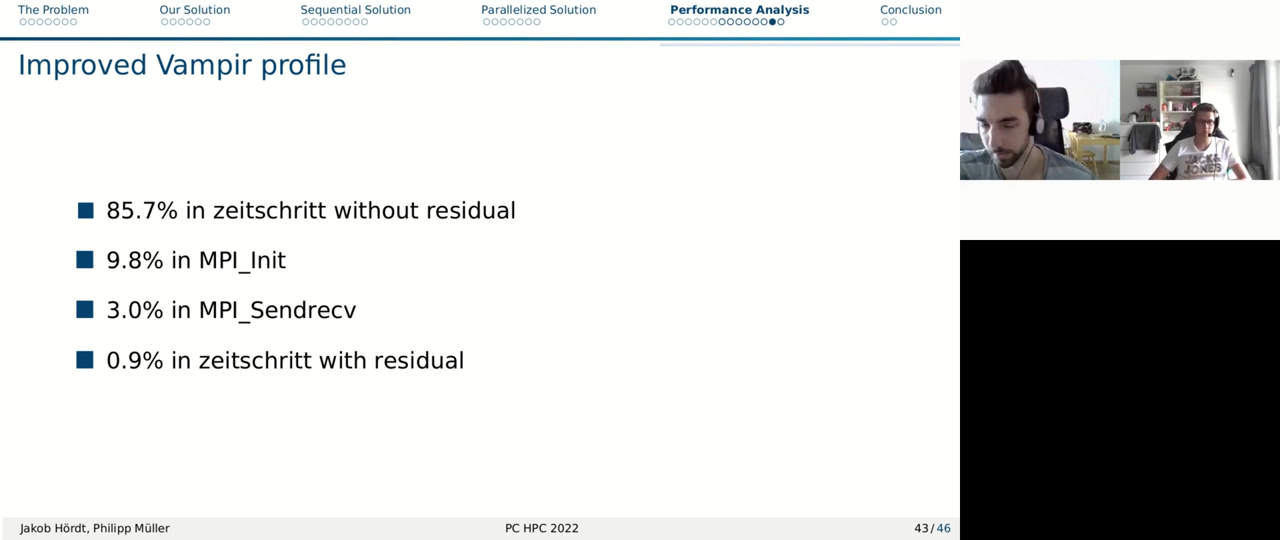 The Problem
Our Solution
Sequential Solution
Parallelized Solution
Performance Analysis
Conclusion
Improved Vampir profile
85.7% in zeitschritt without residual
9.8% in MPI_Init
3.0% in MPI_Sendrecv
0.9% in zeitschritt with residual
JACK&
JONES
Jakob Hördt, Philipp Müller
PC HPC 2022
43/46